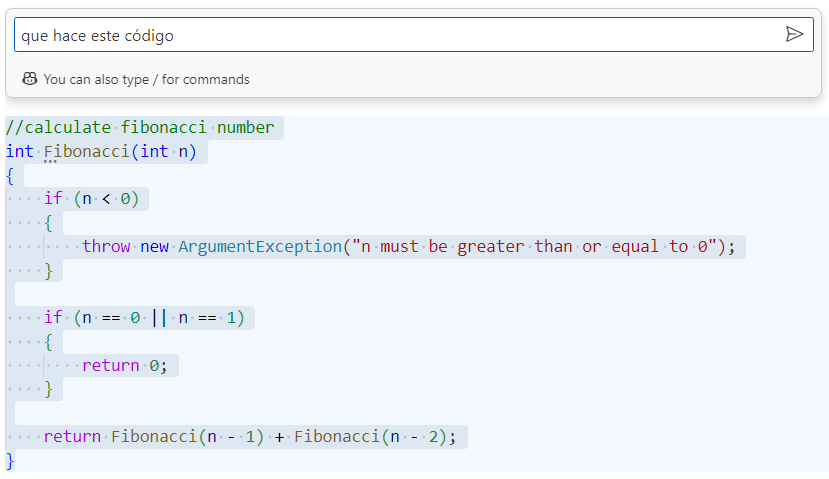 que hace este código
You can also type / for commands
//calculate fibonacci number
int Fibonacci(int n)
{
    if (n < 0)
    {
        throw new ArgumentException("n must be greater than or equal to 0");
    }

    if (n == 0 || n == 1)
    {
        return 0;
    }

    return Fibonacci(n - 1) + Fibonacci(n - 2);
}